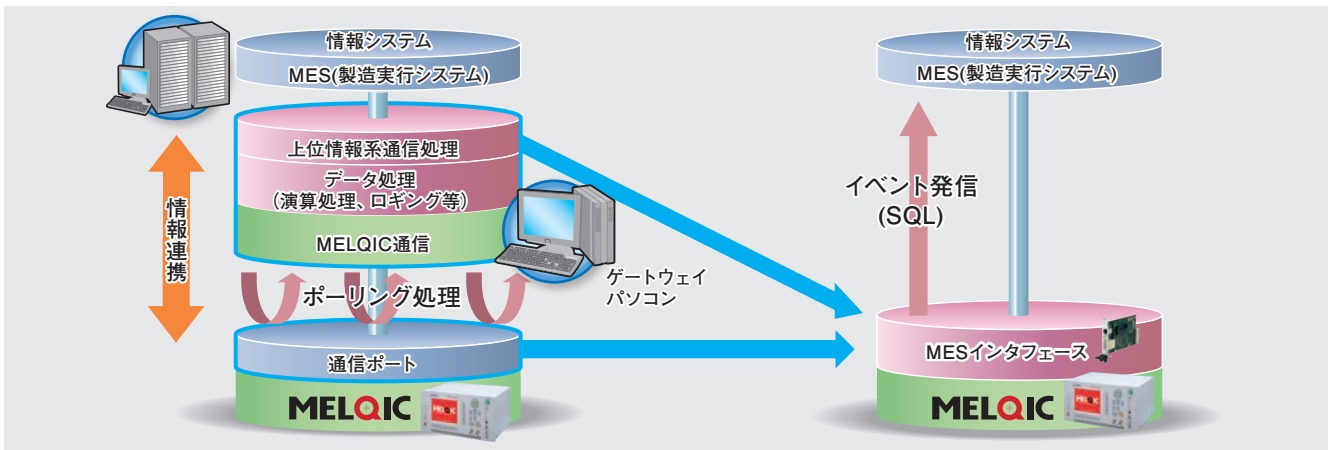 情報システム
MES(製造実行システム)
上位情報系通信処理
データ処理
(演算処理、ロギング等)
MELQIC通信
情報連携
ポーリング処理
ゲートウェイ
パソコン
通信ポート
MELQIC
情報システム
MES(製造実行システム)
イベント発信
(SQL)
MESインタフェース
MELQIC